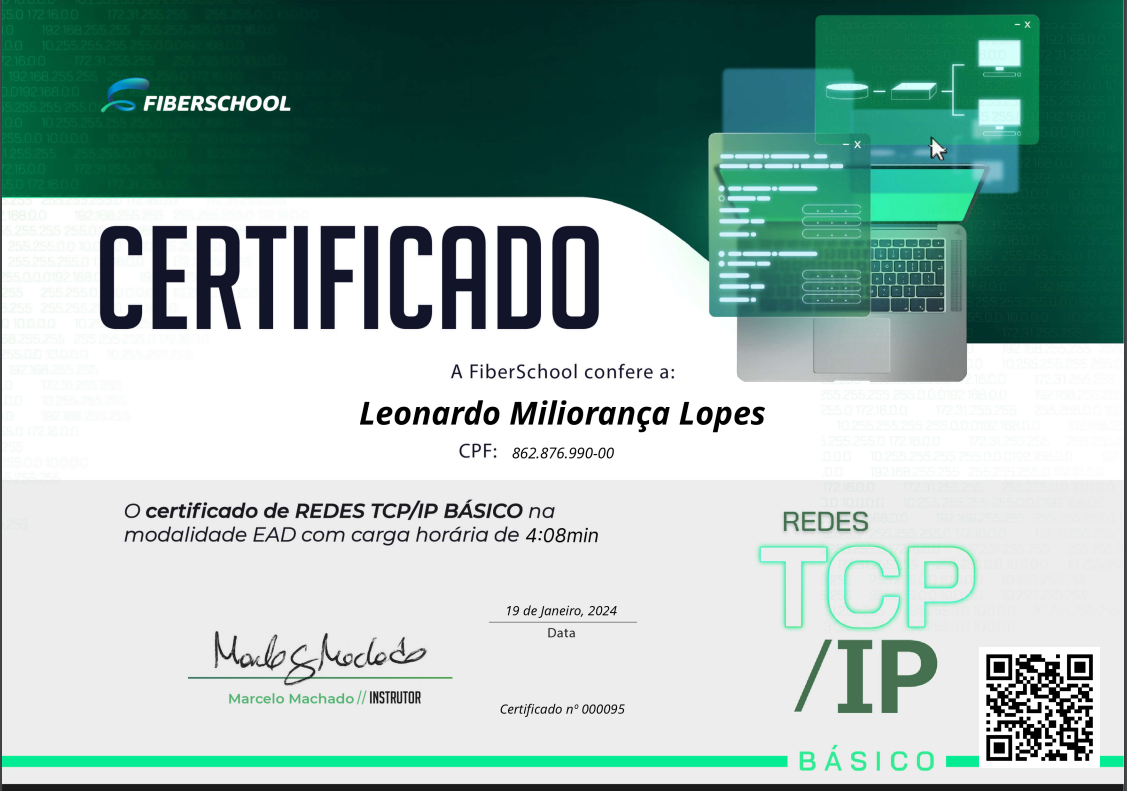 FIBERSCHOOL
CERTIFICADO
A FiberSchool confere a:
Leonardo Miliorança Lopes
CPF: 862.876.990-00
O certificado de REDES TCP/IP BÁSICO na
modalidade EAD com carga horária de 4:08min
REDES
TCP
/IP
BÁSICO
19 de Janeiro, 2024
Data
Marcelo Machado // INSTRUTOR
Certificado nº 000095